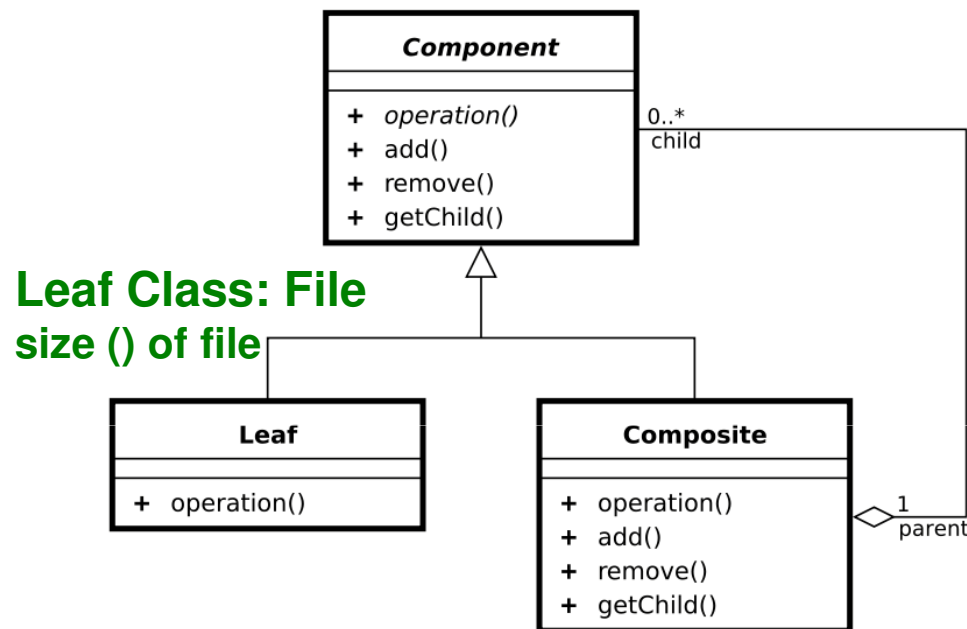 Component
+ operation()
+ add()
+ remove()
+ getChild()
0..*
child
Leaf Class: File
size () of file
Leaf
+ operation()
Composite
+ operation()
+ add()
+ remove()
+ getChild()
1
parent